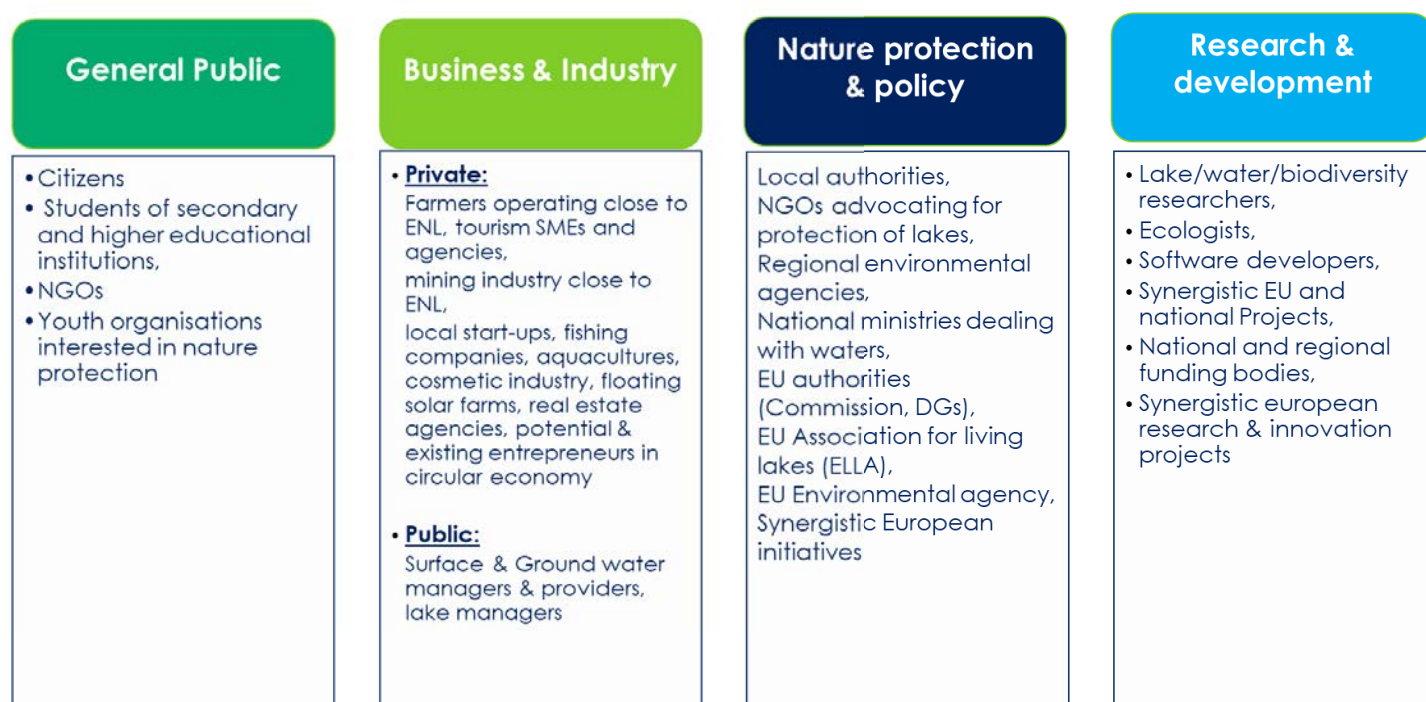 General Public
• Citizens
• Students of secondary
and higher educational
institutions,
• NGOs
• Youth organisations
interested in nature
protection
Business & Industry
• Private:
Farmers operating close to
ENL, tourism SMEs and
agencies,
mining industry close to
ENL,
local start-ups, fishing
companies, aquacultures,
cosmetic industry, floating
solar farms, real estate
agencies, potential &
existing entrepreneurs in
circular economy
• Public:
Surface & Ground water
managers & providers,
lake managers
Nature protection
& policy
Local authorities,
NGOs advocating for
protection of lakes,
Regional environmental
agencies,
National ministries dealing
with waters,
EU authorities
(Commission, DGs),
EU Association for living
lakes (ELLA),
EU Environmental agency,
Synergistic European
initiatives
Research &
development
• Lake/water/biodiversity
researchers,
• Ecologists,
• Software developers,
• Synergistic EU and
national Projects,
• National and regional
funding bodies,
• Synergistic european
research & innovation
projects